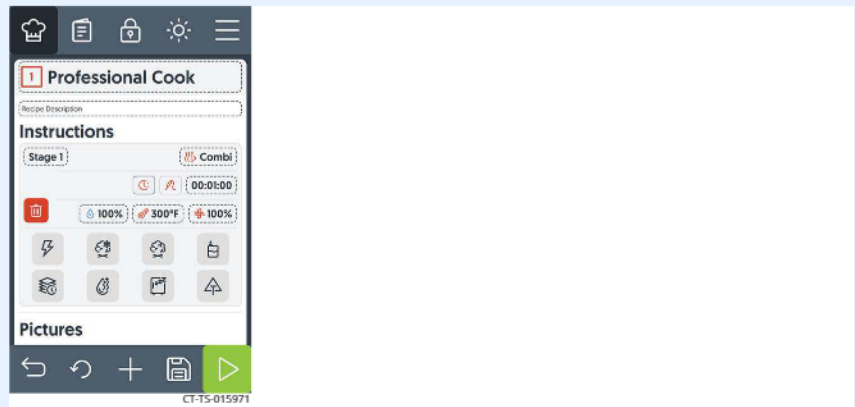 1 Professional Cook
Recipe Description
Instructions
Stage 1
Combi
00:01:00
100%
300°F
100%
Pictures
CT-TS-015971